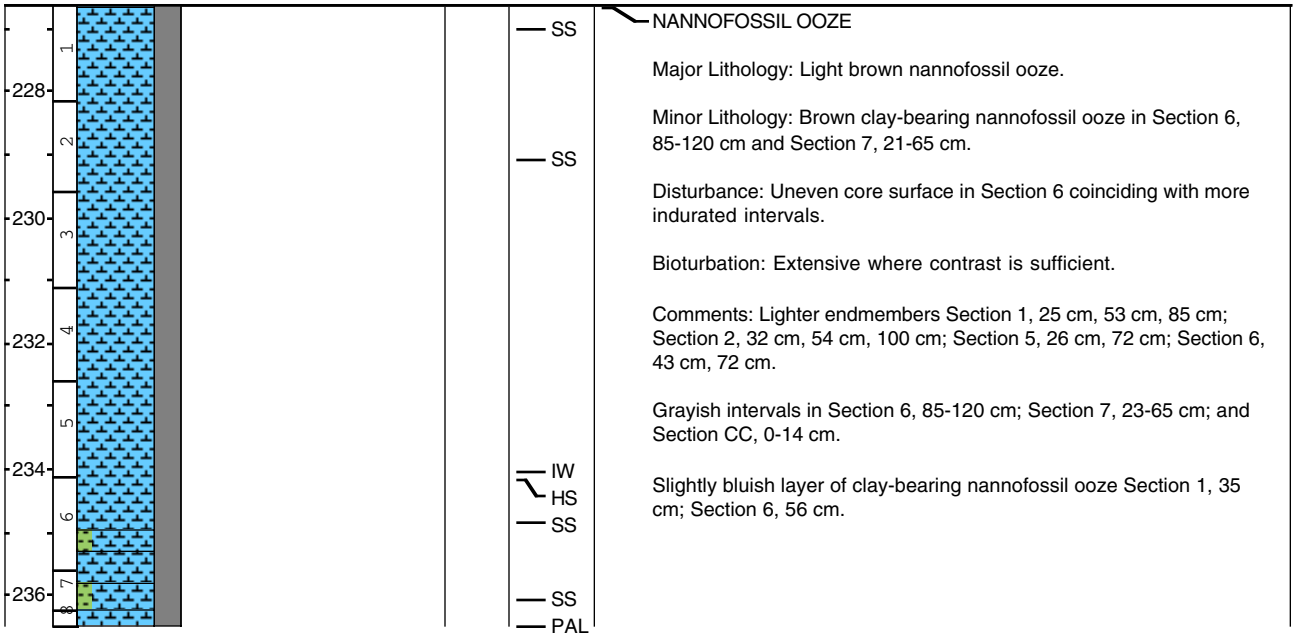 NANNOFOSSIL OOZE
Major Lithology: Light brown nannofossil ooze.
Minor Lithology: Brown clay-bearing nannofossil ooze in Section 6,
85-120 cm and Section 7, 21-65 cm.
Disturbance: Uneven core surface in Section 6 coinciding with more
indurated intervals.
Bioturbation: Extensive where contrast is sufficient.
Comments: Lighter endmembers Section 1, 25 cm, 53 cm, 85 cm;
Section 2, 32 cm, 54 cm, 100 cm; Section 5, 26 cm, 72 cm; Section 6,
43 cm, 72 cm.
Grayish intervals in Section 6, 85-120 cm; Section 7, 23-65 cm; and
Section CC, 0-14 cm.
Slightly bluish layer of clay-bearing nannofossil ooze Section 1, 35
cm; Section 6, 56 cm.
228
230
232
234
236
1
2
3
4
5
6
7
8
SS
SS
IW
HS
SS
SS
PAL